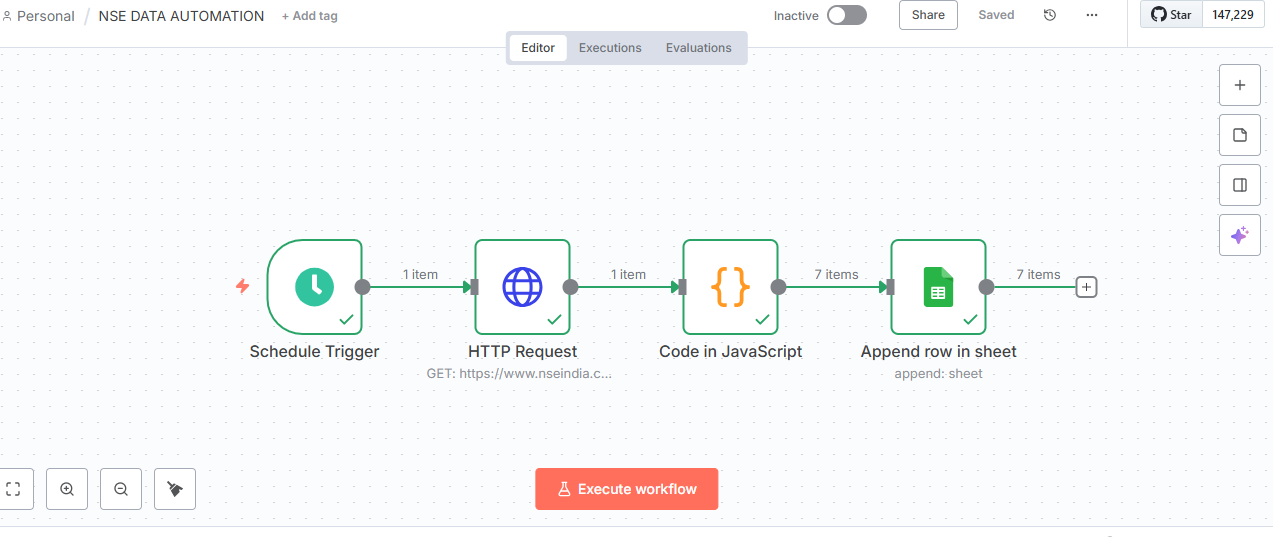 Personal / NSE DATA AUTOMATION + Add tag
Inactive Share Saved ... Star 147,229
Editor Executions Evaluations
1 item 1 item 7 items 7 items
Schedule Trigger HTTP Request Code in JavaScript Append row in sheet
GET: https://www.nseindia.c... append: sheet
Execute workflow